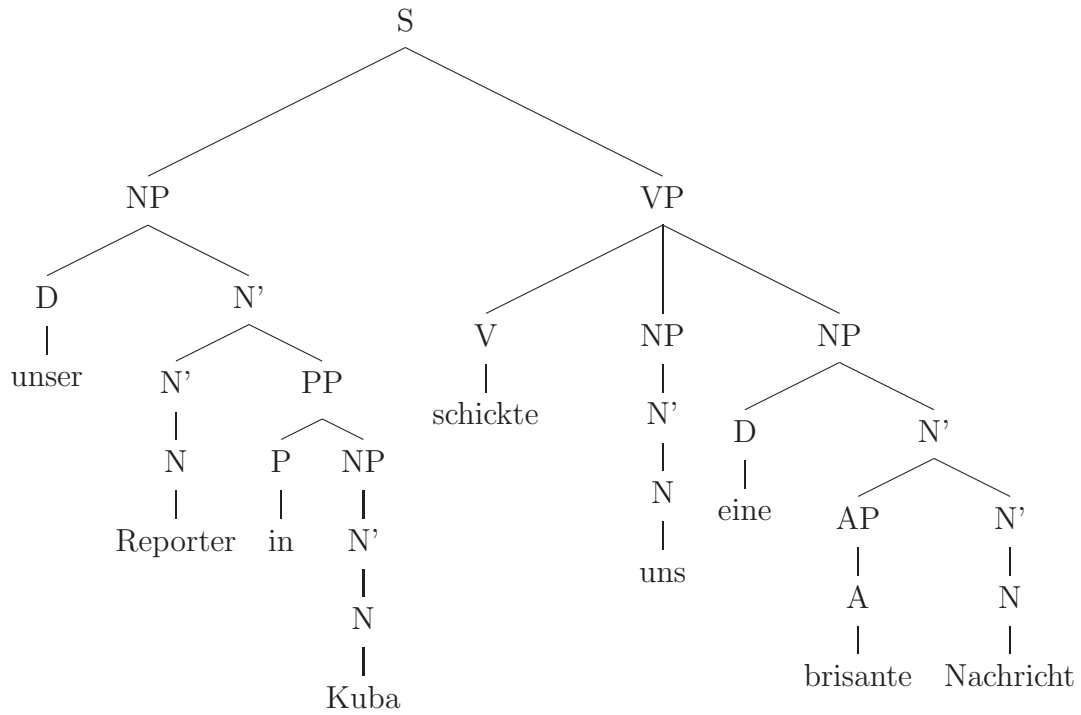 S
NP VP
D N'
V NP NP
unser N' PP
schickte N' D N'
N P NP
N eine AP N'
Reporter in N'
uns
N A N
Kuba brisante Nachricht